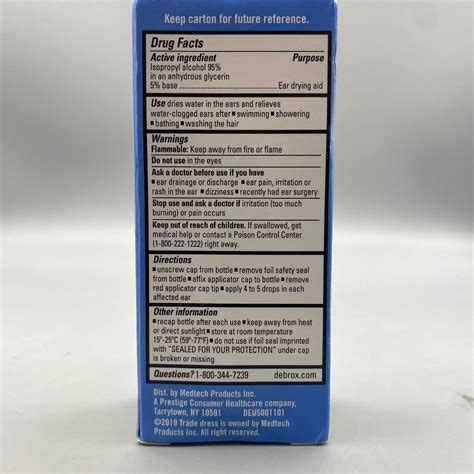 Keep carton for future reference.
Drug Facts
Active ingredient Purpose
Isopropyl alcohol 95%
in an anhydrous glycerin
5% base ........ Ear drying aid
Use dries water in the ears and relieves
water-clogged ears after ▪ swimming ▪ showering
▪ bathing ▪ washing the hair
Warnings
Flammable: Keep away from fire or flame
Do not use in the eyes
Ask a doctor before use if you have
▪ ear drainage or discharge ▪ ear pain, irritation or
rash in the ear ▪ dizziness ▪ recently had ear surgery
Stop use and ask a doctor if irritation (too much
burning) or pain occurs
Keep out of reach of children. If swallowed, get
medical help or contact a Poison Control Center
(1-800-222-1222) right away.
Directions
▪ unscrew cap from bottle ▪ remove foil safety seal
from bottle ▪ affix applicator cap to bottle ▪ remove
red applicator cap tip ▪ apply 4 to 5 drops in each
affected ear
Other information
▪ recap bottle after each use ▪ keep away from heat
or direct sunlight ▪ store at room temperature
15°-25°C (59°-77°F) ▪ do not use if foil seal imprinted
with "SEALED FOR YOUR PROTECTION" under cap
is broken or missing
Questions? 1-800-344-7239 debrox.com
Dist. by Medtech Products Inc.
A Prestige Consumer Healthcare company,
Tarrytown, NY 10591 DEUS001101
©2019 Trade dress is owned by Medtech
Products Inc. All rights reserved.